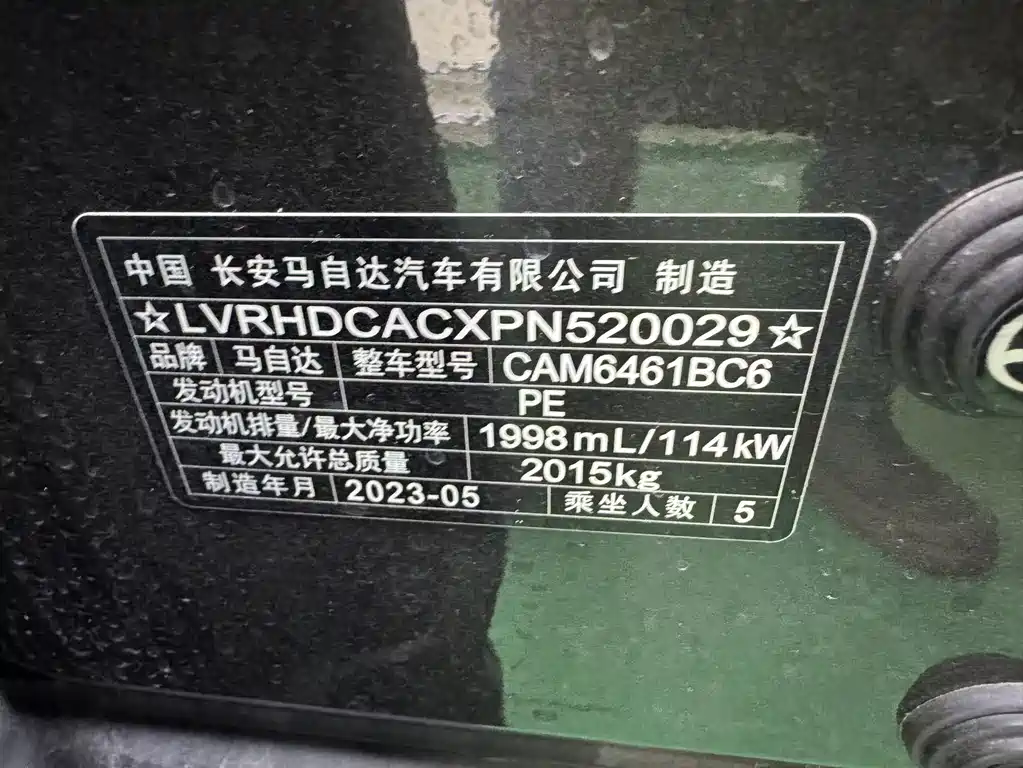 中国 长安马自达汽车有限公司 制造
☆LVRHDCACXPN520029☆
品牌 马自达 整车型号 CAM6461BC6
发动机型号 PE
发动机排量/最大净功率 1998mL/114kW
最大允许总质量 2015kg
制造年月 2023-05 乘坐人数 5